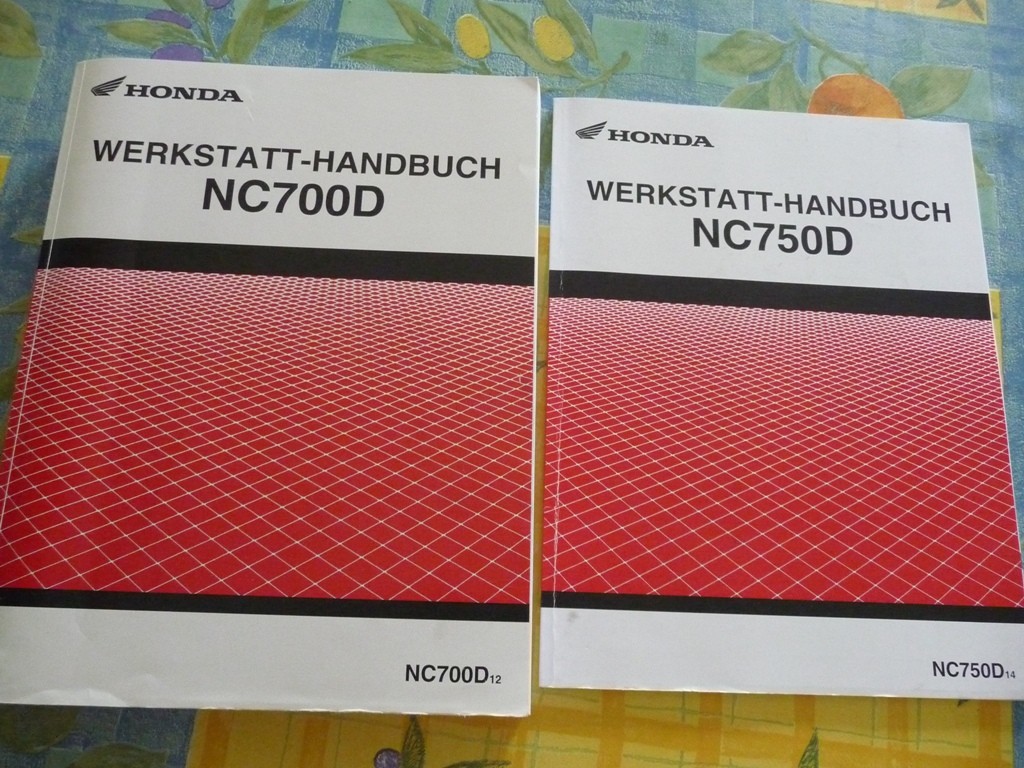 HONDA
WERKSTATT-HANDBUCH
NC700D
NC700D12
HONDA
WERKSTATT-HANDBUCH
NC750D
NC750D14